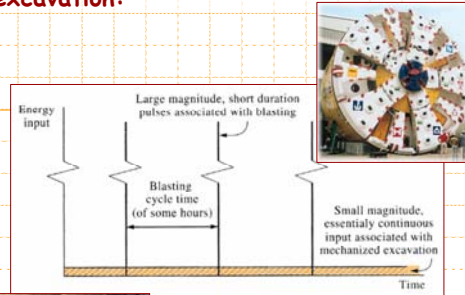 excavation:
Energy
input
Large magnitude, short duration
pulses associated with blasting
Blasting
cycle time
(of some hours)
Small magnitude,
essentialy continuous
input associated with
mechanized excavation
Time